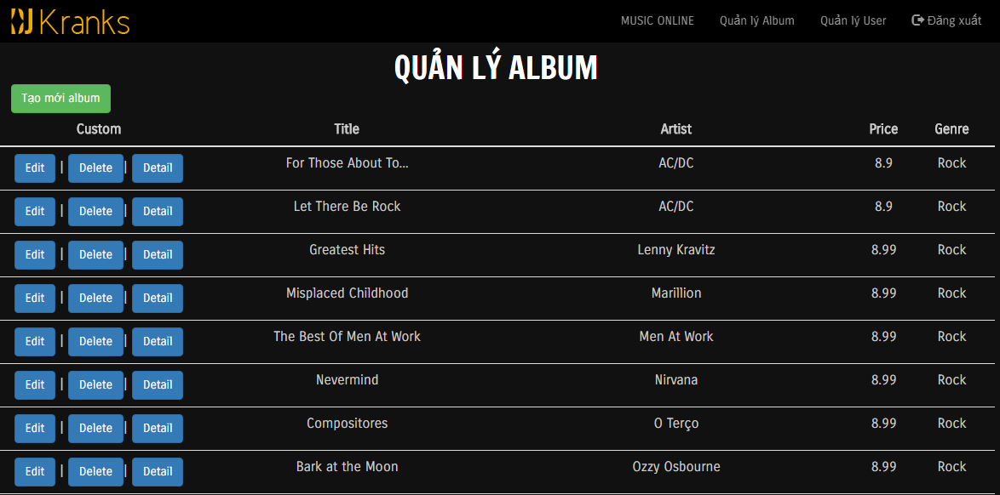 Kranks MUSIC ONLINE Quản lý Album Quản lý User Đăng xuất
QUẢN LÝ ALBUM
Tạo mới album
Custom Title Artist Price Genre
Edit | Delete | Detail For Those About To... AC/DC 8.9 Rock
Edit | Delete | Detail Let There Be Rock AC/DC 8.9 Rock
Edit | Delete | Detail Greatest Hits Lenny Kravitz 8.99 Rock
Edit | Delete | Detail Misplaced Childhood Marillion 8.99 Rock
Edit | Delete | Detail The Best Of Men At Work Men At Work 8.99 Rock
Edit | Delete | Detail Nevermind Nirvana 8.99 Rock
Edit | Delete | Detail Compositores O Terço 8.99 Rock
Edit | Delete | Detail Bark at the Moon Ozzy Osbourne 8.99 Rock